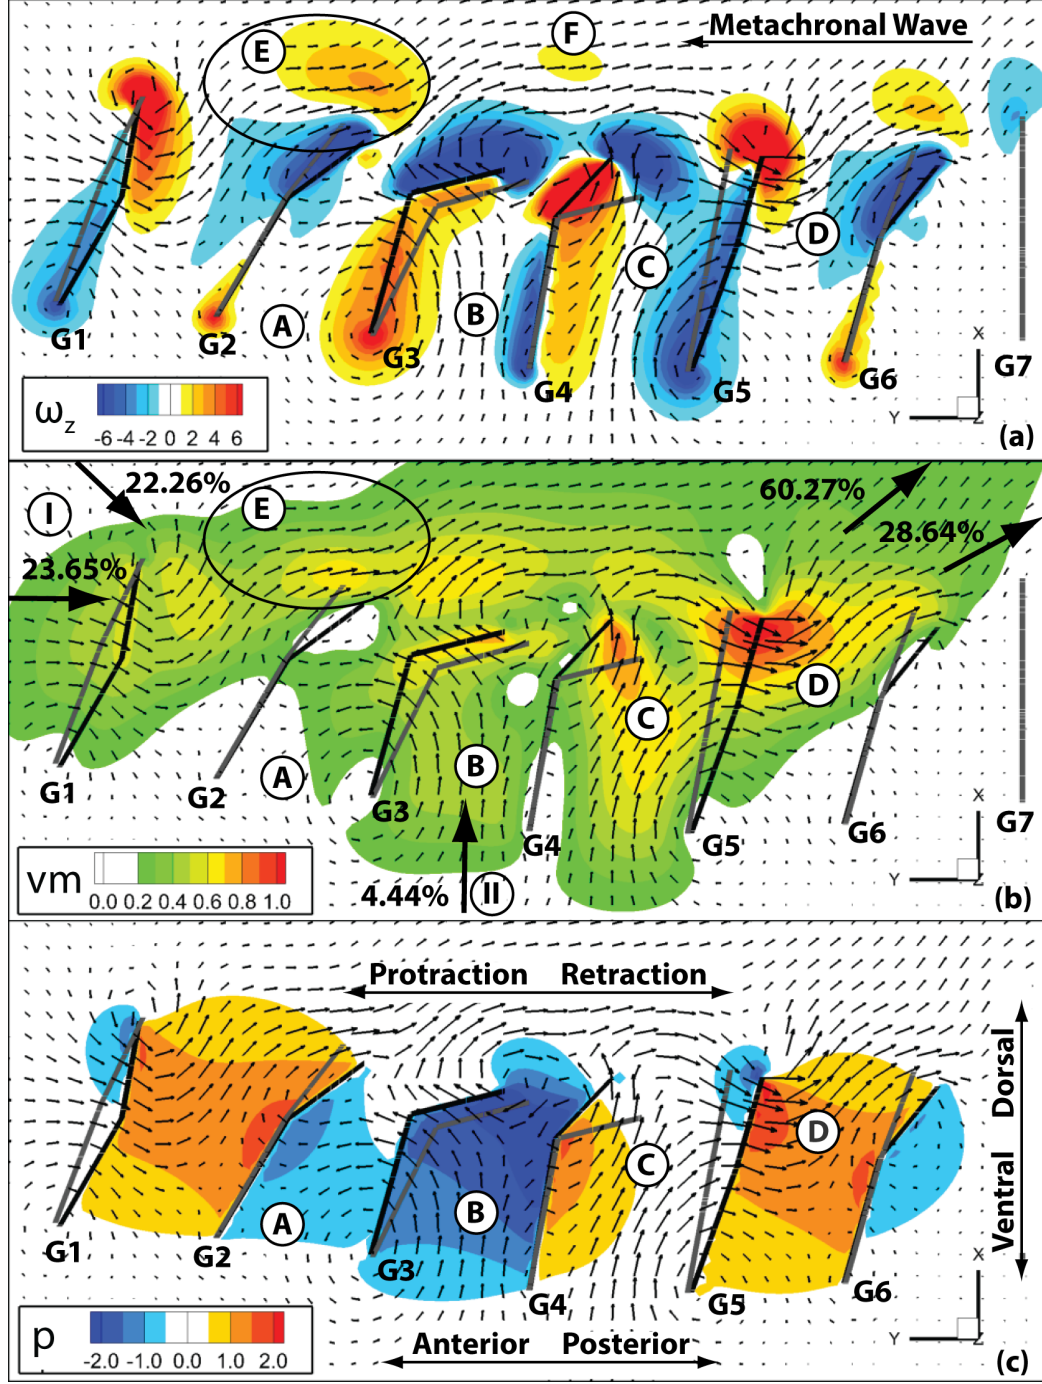 Metachronal Wave
E
F
D
C
B
A
G1
G2
G3
G4
G5
G6
G7
X
Y
Z
ωz
-6 -4 -2 0 2 4 6
(a)
22.26%
I
E
60.27%
28.64%
23.65%
D
C
B
A
G1
G2
G3
G4
G5
G6
G7
X
Y
Z
vm
0.0 0.2 0.4 0.6 0.8 1.0
4.44%
II
(b)
Protraction Retraction
Dorsal
Ventral
D
C
B
A
G1
G2
G3
G4
G5
G6
X
Y
Z
p
-2.0 -1.0 0.0 1.0 2.0
Anterior Posterior
(c)